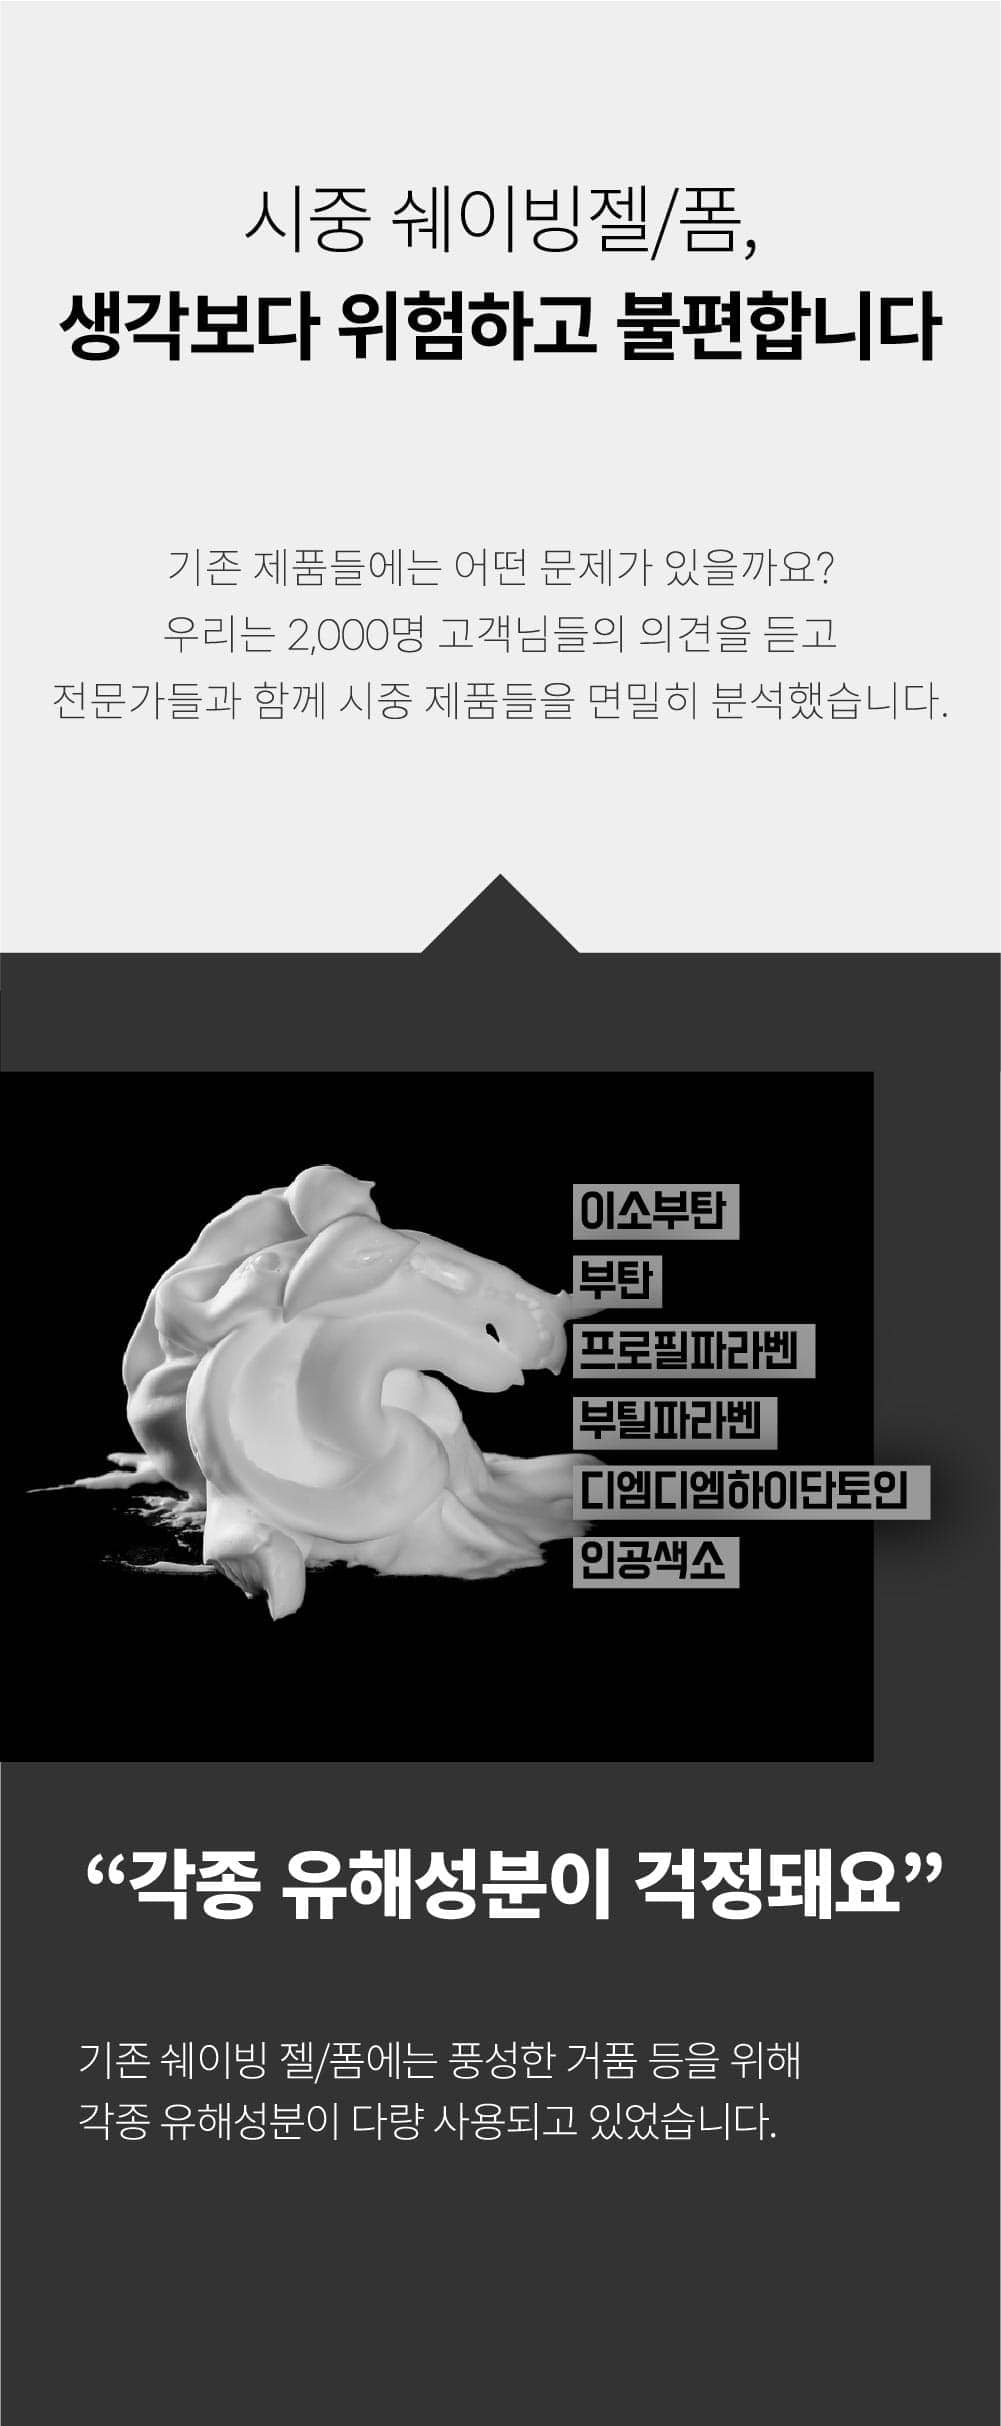 시중 쉐이빙젤/폼,
생각보다 위험하고 불편합니다
기존 제품들에는 어떤 문제가 있을까요?
우리는 2,000명 고객님들의 의견을 듣고
전문가들과 함께 시중 제품들을 면밀히 분석했습니다.
이소부탄
부탄
프로필파라벤
부틸파라벤
디엠디엠하이단토인
인공색소
“각종 유해성분이 걱정돼요”
기존 쉐이빙 젤/폼에는 풍성한 거품 등을 위해
각종 유해성분이 다량 사용되고 있었습니다.